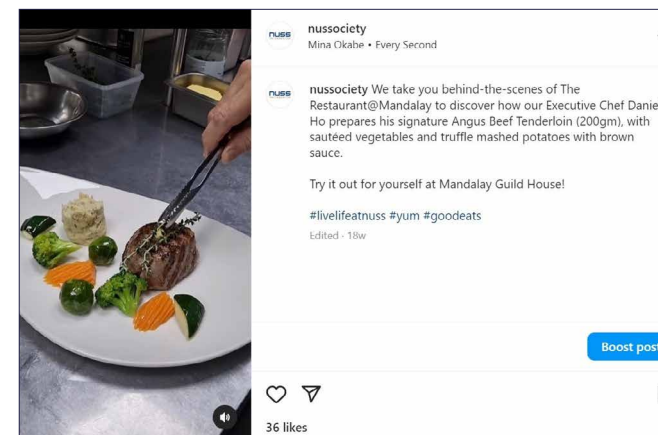 nussociety
Mina Okabe • Every Second
nuss
nuss
nussociety We take you behind-the-scenes of The
Restaurant@Mandalay to discover how our Executive Chef Danie
Ho prepares his signature Angus Beef Tenderloin (200gm), with
sautéed vegetables and truffle mashed potatoes with brown
sauce.
Try it out for yourself at Mandalay Guild House!
#livelifeatnuss #yum #goodeats
Edited · 18w
Boost pos
36 likes